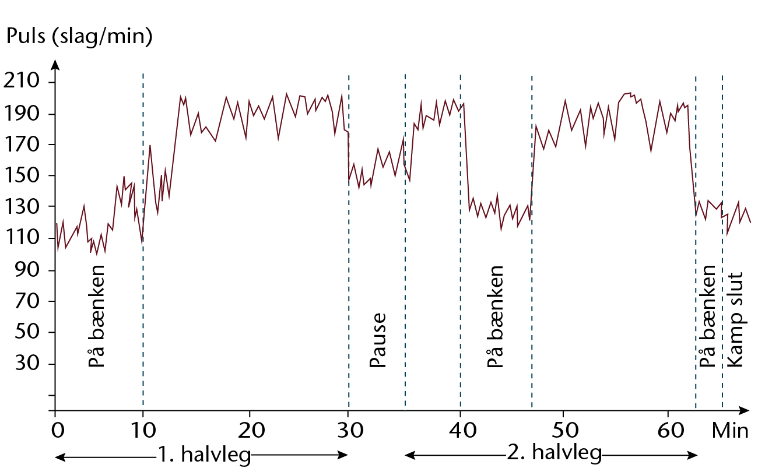 Puls (slag/min)
210
190
170
150
130
110
90
70
50
30
På bænken
Pause
På bænken
På bænken
Kamp slut
0 10 20 30 40 50 60 Min
1. halvleg 2. halvleg